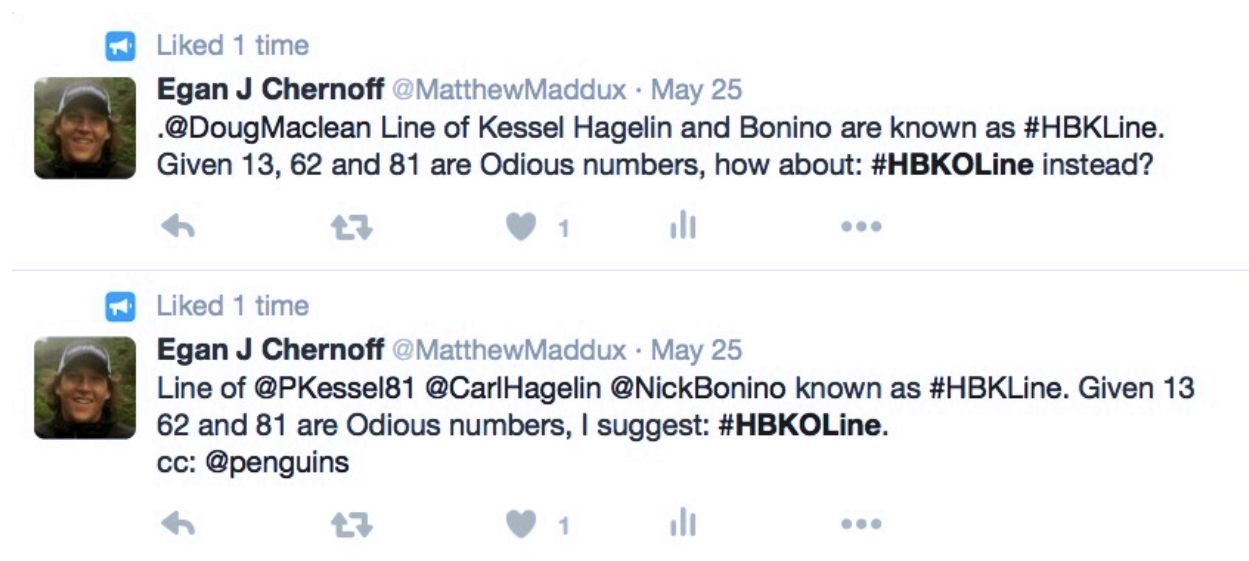 Liked 1 time
Egan J Chernoff @MatthewMaddux · May 25
.@DougMaclean Line of Kessel Hagelin and Bonino are known as #HBKLine.
Given 13, 62 and 81 are Odious numbers, how about: #HBKOLine instead?
1
Liked 1 time
Egan J Chernoff @MatthewMaddux · May 25
Line of @PKessel81 @CarlHagelin @NickBonino known as #HBKLine. Given 13
62 and 81 are Odious numbers, I suggest: #HBKOLine.
cc: @penguins
1